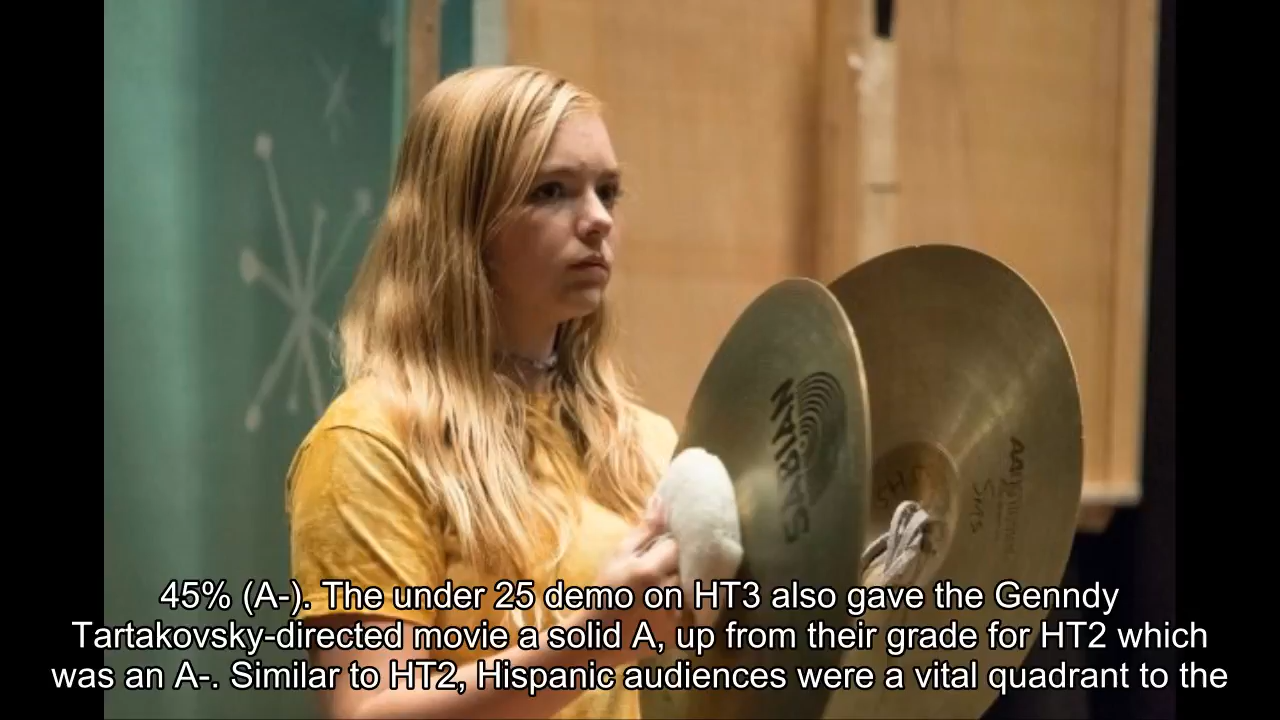 SABIAN
SMS
45% (A-). The under 25 demo on HT3 also gave the Genndy
Tartakovsky-directed movie a solid A, up from their grade for HT2 which
was an A-. Similar to HT2, Hispanic audiences were a vital quadrant to the